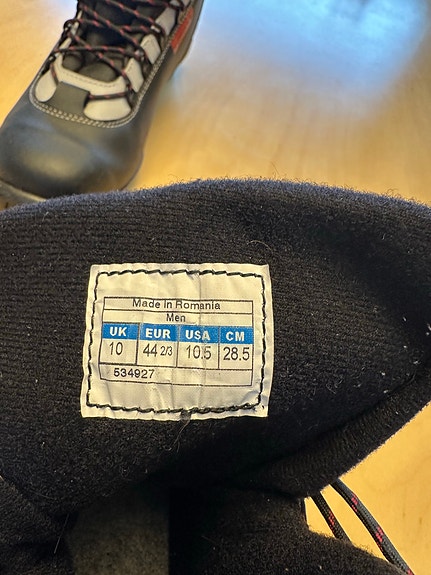 Made in Romania
Men
UK EUR USA CM
10 44 2/3 10.5 28.5
534927